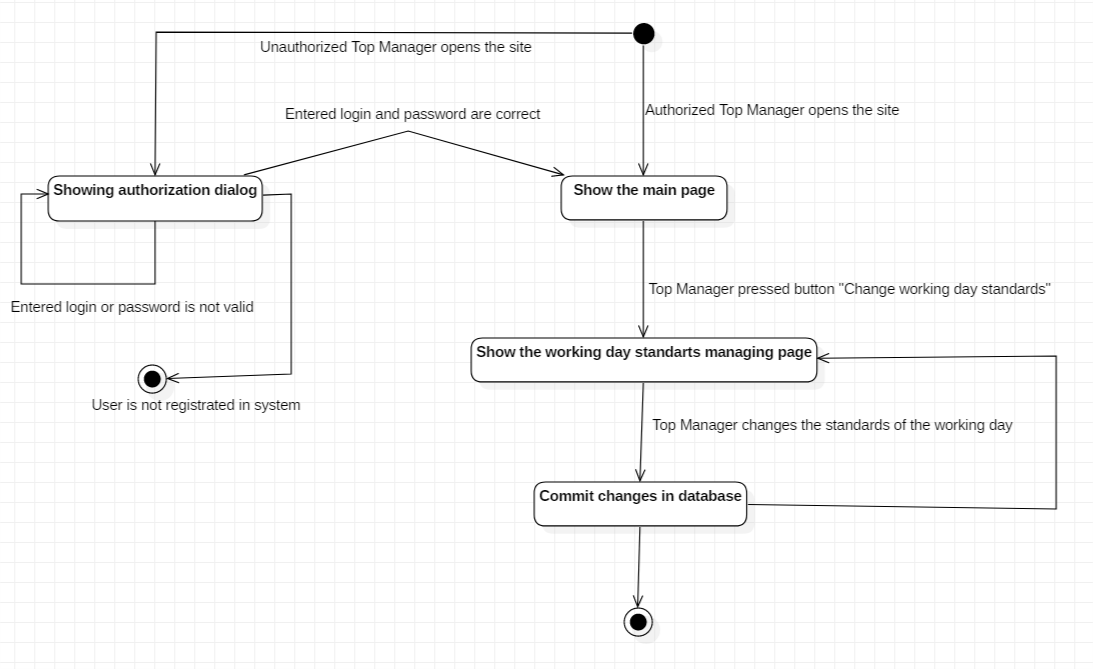 Unauthorized Top Manager opens the site
Entered login and password are correct
Authorized Top Manager opens the site
Showing authorization dialog
Show the main page
Entered login or password is not valid
Top Manager pressed button "Change working day standards"
Show the working day standarts managing page
User is not registrated in system
Top Manager changes the standards of the working day
Commit changes in database